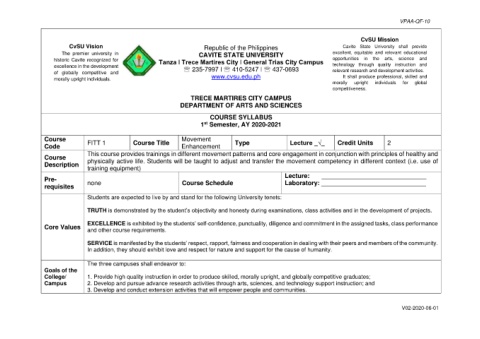 VPAA-QF-10
CvSU Vision
The premier university in
historic Cavite recognized for
excellence in the development
of globally competitive and
morally upright individuals.
Republic of the Philippines
CAVITE STATE UNIVERSITY
Tanza I Trece Martires City I General Trias City Campus
☏ 235-7997 I ☏ 410-5247 I ☏ 437-0693
www.cvsu.edu.ph
CvSU Mission
Cavite State University shall provide
excellent, equitable and relevant educational
opportunities in the arts, science and
technology through quality instruction and
relevant research and development activities.
It shall produce professional, skilled and
morally upright individuals for global
competitiveness.
TRECE MARTIRES CITY CAMPUS
DEPARTMENT OF ARTS AND SCIENCES
COURSE SYLLABUS
1st Semester, AY 2020-2021
Course Code
FITT 1
Course Title
Movement Enhancement
Type
Lecture _√_
Credit Units
2
Course Description
This course provides trainings in different movement patterns and core engagement in conjunction with principles of healthy and
physically active life. Students will be taught to adjust and transfer the movement competency in different context (i.e. use of
training equipment)
Pre-requisites
none
Course Schedule
Lecture: ____________________
Laboratory: ____________________
Core Values
Students are expected to live by and stand for the following University tenets:
TRUTH is demonstrated by the student's objectivity and honesty during examinations, class activities and in the development of projects.
EXCELLENCE is exhibited by the students' self-confidence, punctuality, diligence and commitment in the assigned tasks, class performance
and other course requirements.
SERVICE is manifested by the students' respect, rapport, fairness and cooperation in dealing with their peers and members of the community.
In addition, they should exhibit love and respect for nature and support for the cause of humanity.
Goals of the College/ Campus
The three campuses shall endeavor to:
1. Provide high quality instruction in order to produce skilled, morally upright, and globally competitive graduates;
2. Develop and pursue advance research activities through arts, sciences, and technology support instruction; and
3. Develop and conduct extension activities that will empower people and communities.
V02-2020-06-01